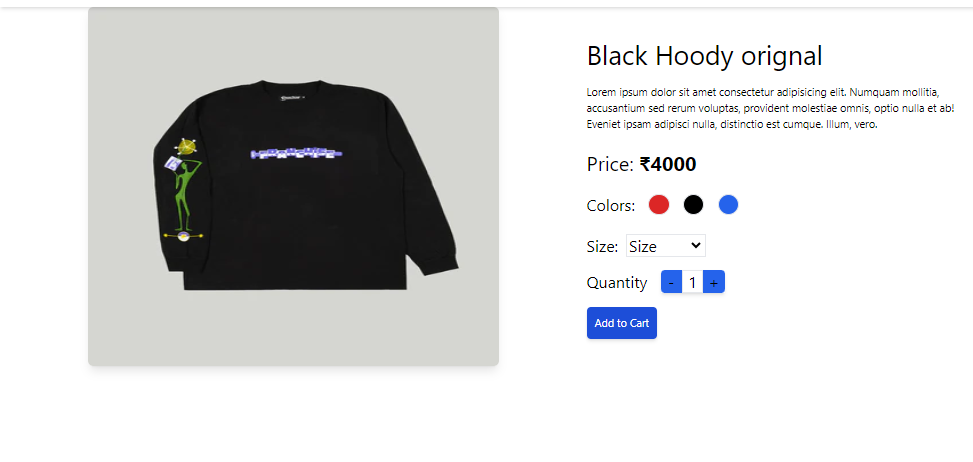 Black Hoody orignal
Lorem ipsum dolor sit amet consectetur adipisicing elit. Numquam mollitia,
accusantium sed rerum voluptas, provident molestiae omnis, optio nulla et ab!
Eveniet ipsam adipisci nulla, distinctio est cumque. Illum, vero.
Price: ₹4000
Colors:
Size: Size
Quantity - 1 +
Add to Cart